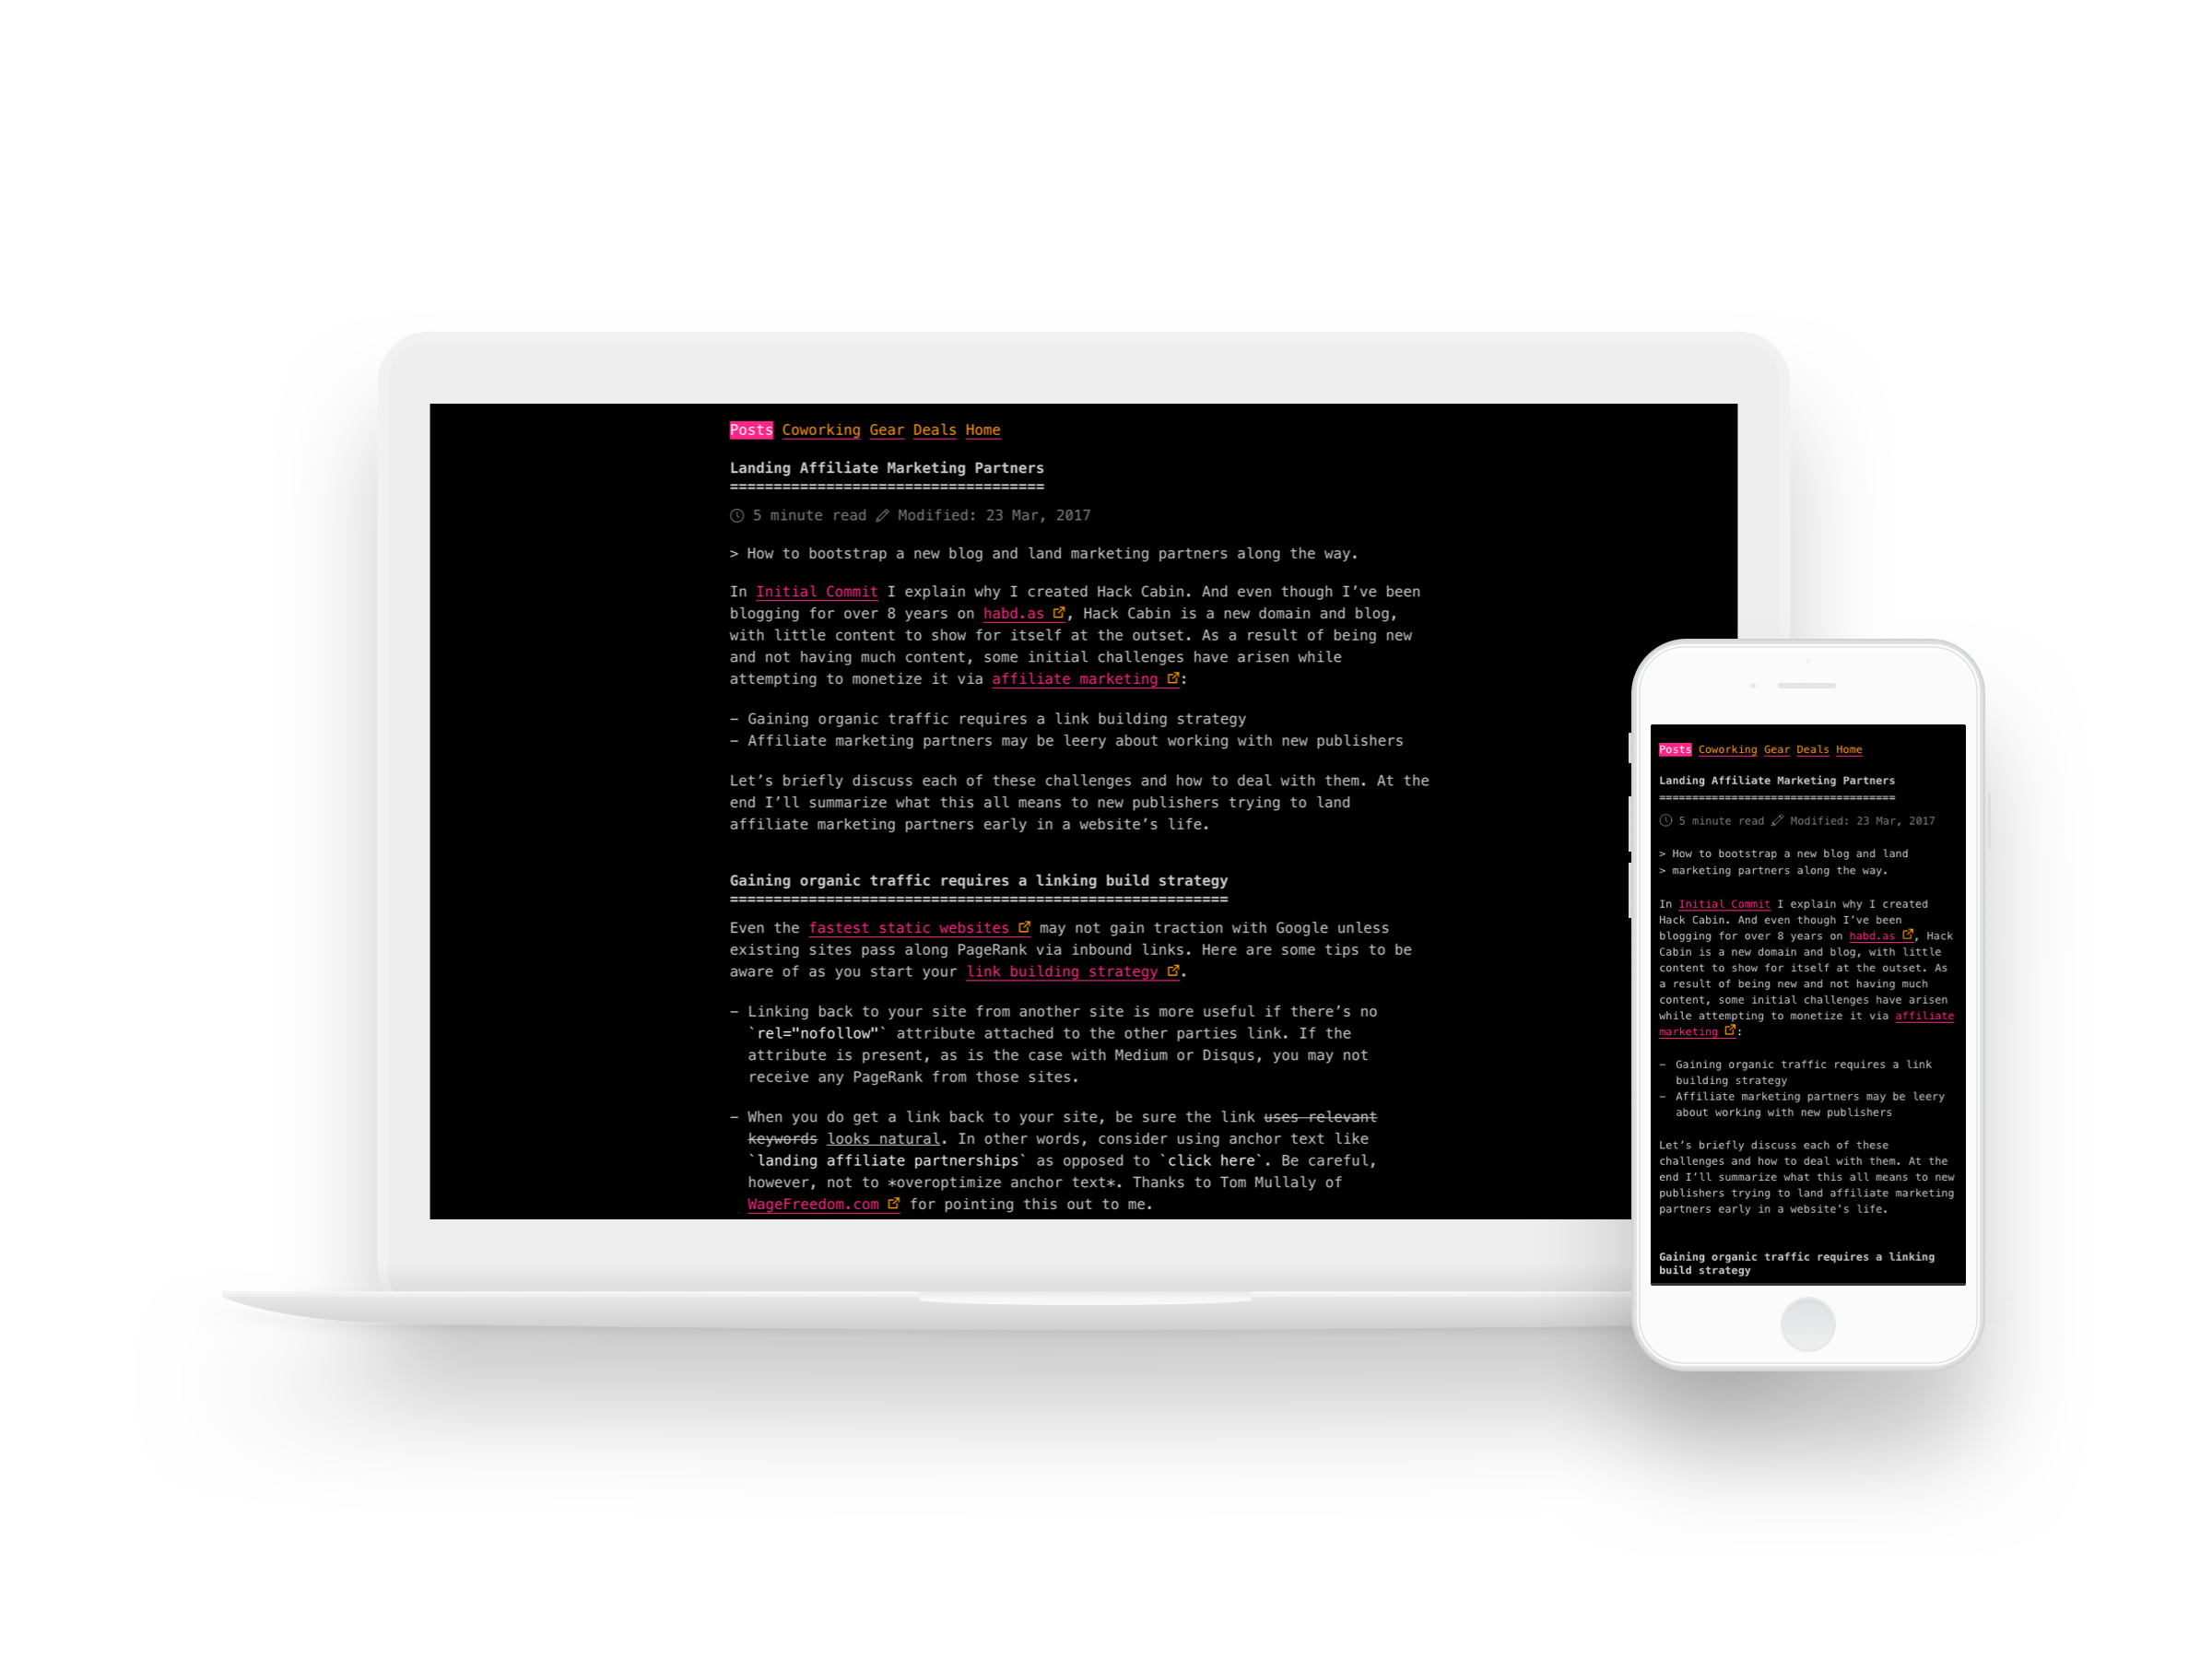 Posts Coworking Gear Deals Home
Landing Affiliate Marketing Partners
====================================
5 minute read Modified: 23 Mar, 2017
> How to bootstrap a new blog and land marketing partners along the way.
In Initial Commit I explain why I created Hack Cabin. And even though I’ve been
blogging for over 8 years on habd.as, Hack Cabin is a new domain and blog,
with little content to show for itself at the outset. As a result of being new
and not having much content, some initial challenges have arisen while
attempting to monetize it via affiliate marketing:
– Gaining organic traffic requires a link building strategy
– Affiliate marketing partners may be leery about working with new publishers
Let’s briefly discuss each of these challenges and how to deal with them. At the
end I’ll summarize what this all means to new publishers trying to land
affiliate marketing partners early in a website’s life.
Gaining organic traffic requires a linking build strategy
=========================================================
Even the fastest static websites may not gain traction with Google unless
existing sites pass along PageRank via inbound links. Here are some tips to be
aware of as you start your link building strategy.
– Linking back to your site from another site is more useful if there’s no
`rel="nofollow"` attribute attached to the other parties link. If the
attribute is present, as is the case with Medium or Disqus, you may not
receive any PageRank from those sites.
– When you do get a link back to your site, be sure the link uses relevant
keywords looks natural. In other words, consider using anchor text like
`landing affiliate partnerships` as opposed to `click here`. Be careful,
however, not to *overoptimize anchor text*. Thanks to Tom Mullaly of
WageFreedom.com for pointing this out to me.
Posts Coworking Gear Deals Home
Landing Affiliate Marketing Partners
====================================
5 minute read Modified: 23 Mar, 2017
> How to bootstrap a new blog and land
> marketing partners along the way.
In Initial Commit I explain why I created
Hack Cabin. And even though I’ve been
blogging for over 8 years on habd.as, Hack
Cabin is a new domain and blog, with little
content to show for itself at the outset. As
a result of being new and not having much
content, some initial challenges have arisen
while attempting to monetize it via affiliate
marketing:
– Gaining organic traffic requires a link
building strategy
– Affiliate marketing partners may be leery
about working with new publishers
Let’s briefly discuss each of these
challenges and how to deal with them. At the
end I’ll summarize what this all means to new
publishers trying to land affiliate marketing
partners early in a website’s life.
Gaining organic traffic requires a linking
build strategy